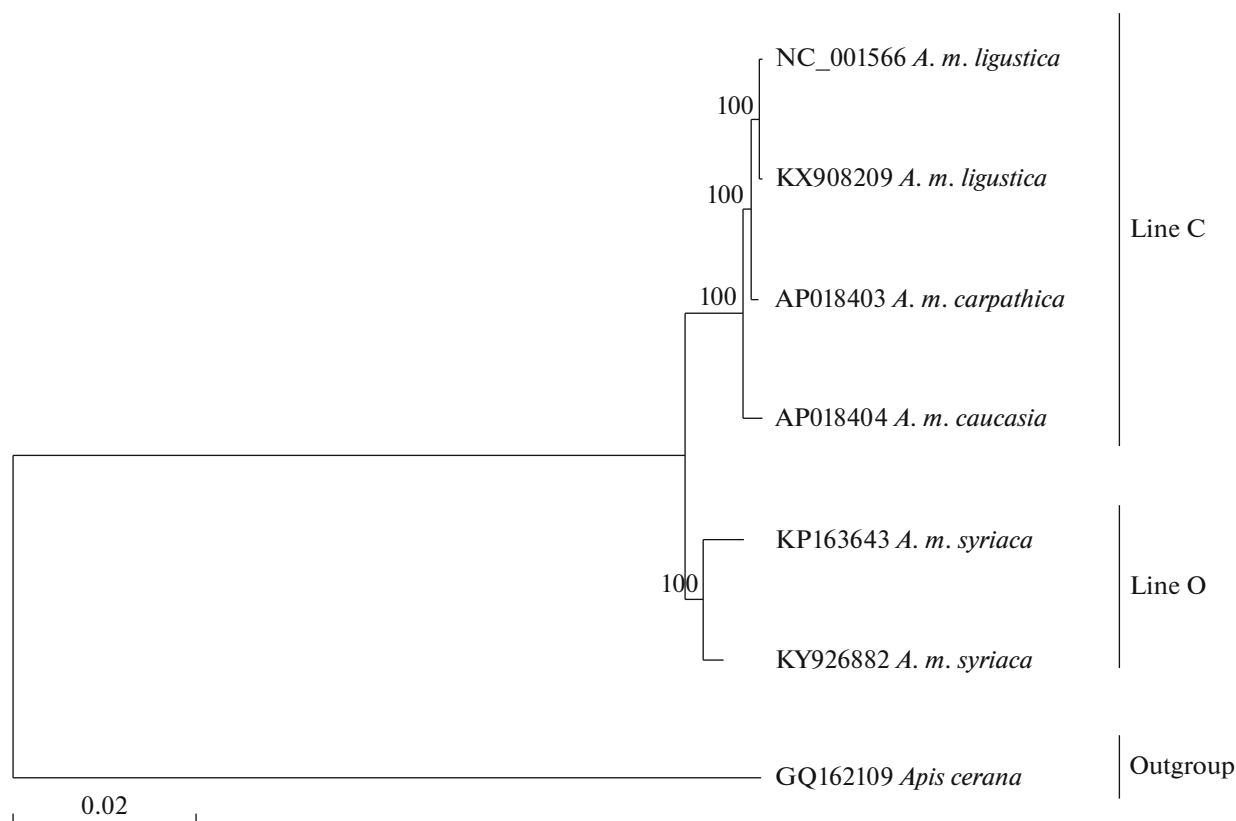 NC_001566 A. m. ligustica
100
KX908209 A. m. ligustica
100
Line C
AP018403 A. m. carpathica
100
AP018404 A. m. caucasia
KP163643 A. m. syriaca
100
Line O
KY926882 A. m. syriaca
GQ162109 Apis cerana
Outgroup
0.02